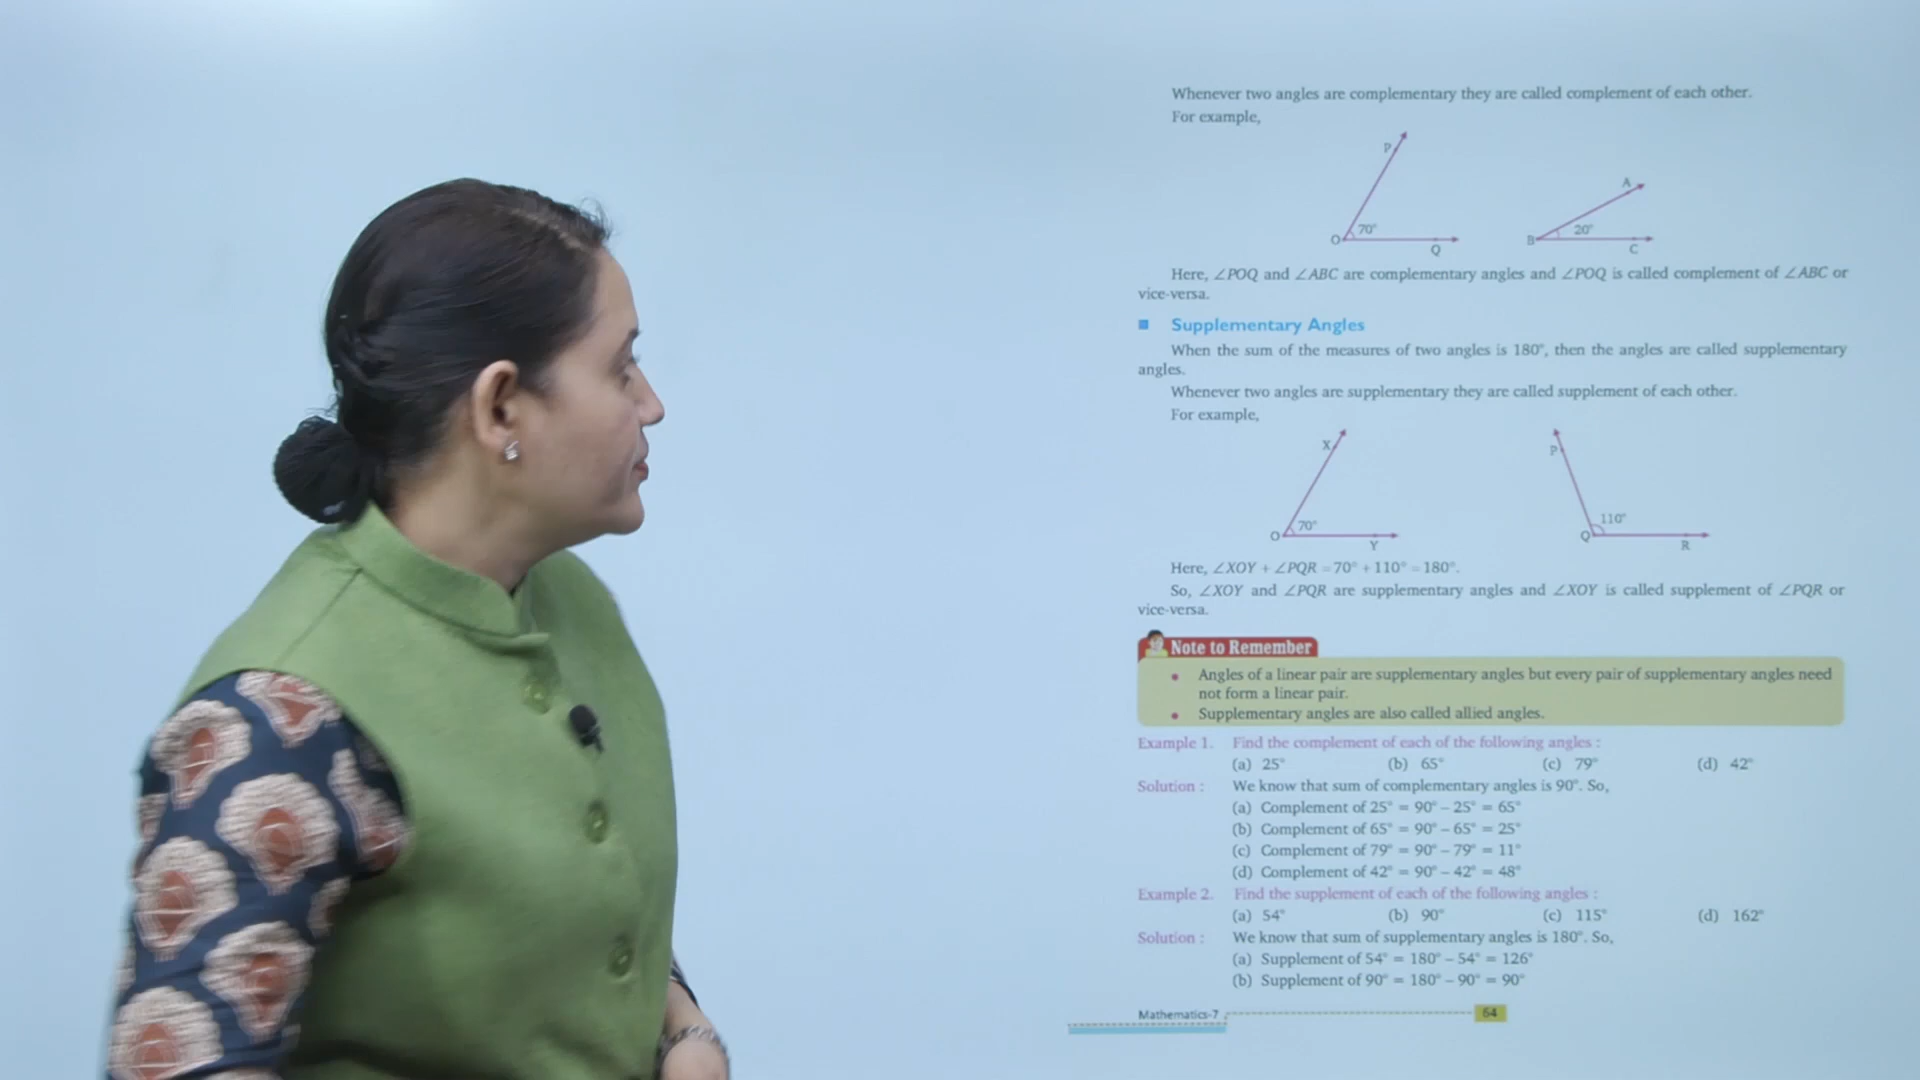 Whenever two angles are complementary they are called complement of each other.
For example,
P
O
70°
Q
A
B
20°
C
Here, ∠POQ and ∠ABC are complementary angles and ∠POQ is called complement of ∠ABC or
vice-versa.
Supplementary Angles
When the sum of the measures of two angles is 180°, then the angles are called supplementary
angles.
Whenever two angles are supplementary they are called supplement of each other.
For example,
X
O
70°
Y
P
Q
110°
R
Here, ∠XOY + ∠PQR = 70° + 110° = 180°.
So, ∠XOY and ∠PQR are supplementary angles and ∠XOY is called supplement of ∠PQR or
vice-versa.
Note to Remember
• Angles of a linear pair are supplementary angles but every pair of supplementary angles need
not form a linear pair.
• Supplementary angles are also called allied angles.
Example 1. Find the complement of each of the following angles :
(a) 25° (b) 65° (c) 79° (d) 42°
Solution : We know that sum of complementary angles is 90°. So,
(a) Complement of 25° = 90° – 25° = 65°
(b) Complement of 65° = 90° – 65° = 25°
(c) Complement of 79° = 90° – 79° = 11°
(d) Complement of 42° = 90° – 42° = 48°
Example 2. Find the supplement of each of the following angles :
(a) 54° (b) 90° (c) 115° (d) 162°
Solution : We know that sum of supplementary angles is 180°. So,
(a) Supplement of 54° = 180° – 54° = 126°
(b) Supplement of 90° = 180° – 90° = 90°
Mathematics-7 64